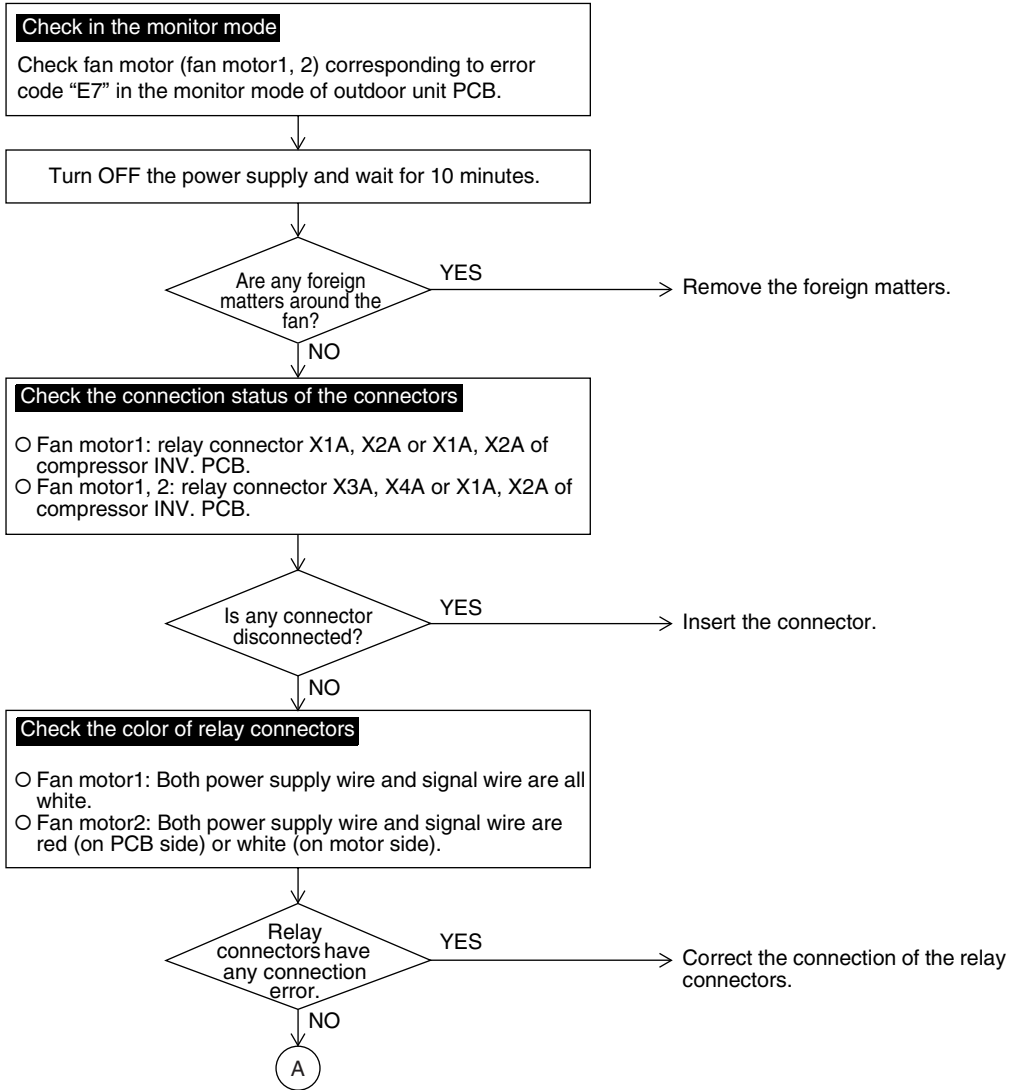 Check in the monitor mode
Check fan motor (fan motor1, 2) corresponding to error
code “E7” in the monitor mode of outdoor unit PCB.
Turn OFF the power supply and wait for 10 minutes.
Are any foreign
matters around the
fan?
YES
Remove the foreign matters.
NO
Check the connection status of the connectors
○ Fan motor1: relay connector X1A, X2A or X1A, X2A of
compressor INV. PCB.
○ Fan motor1, 2: relay connector X3A, X4A or X1A, X2A of
compressor INV. PCB.
Is any connector
disconnected?
YES
Insert the connector.
NO
Check the color of relay connectors
○ Fan motor1: Both power supply wire and signal wire are all
white.
○ Fan motor2: Both power supply wire and signal wire are
red (on PCB side) or white (on motor side).
Relay
connectors have
any connection
error.
YES
Correct the connection of the relay
connectors.
NO
A